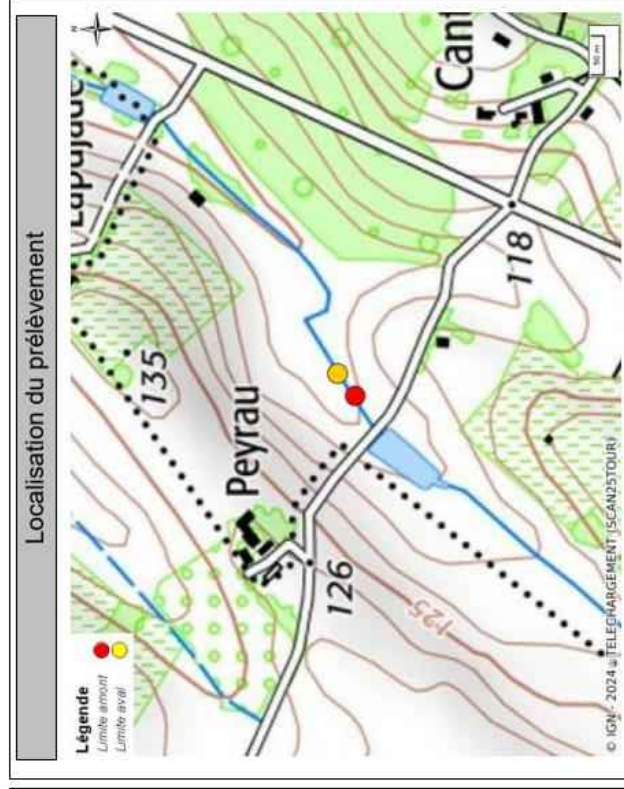 Localisation du prélèvement
N
Légende
Limite amont
Limite aval
Lapujade
Cant
50 m
135
Peyrau
118
126
125
© IGN - 2024 - TELECHARGEMENT (SCAN25TOUR)